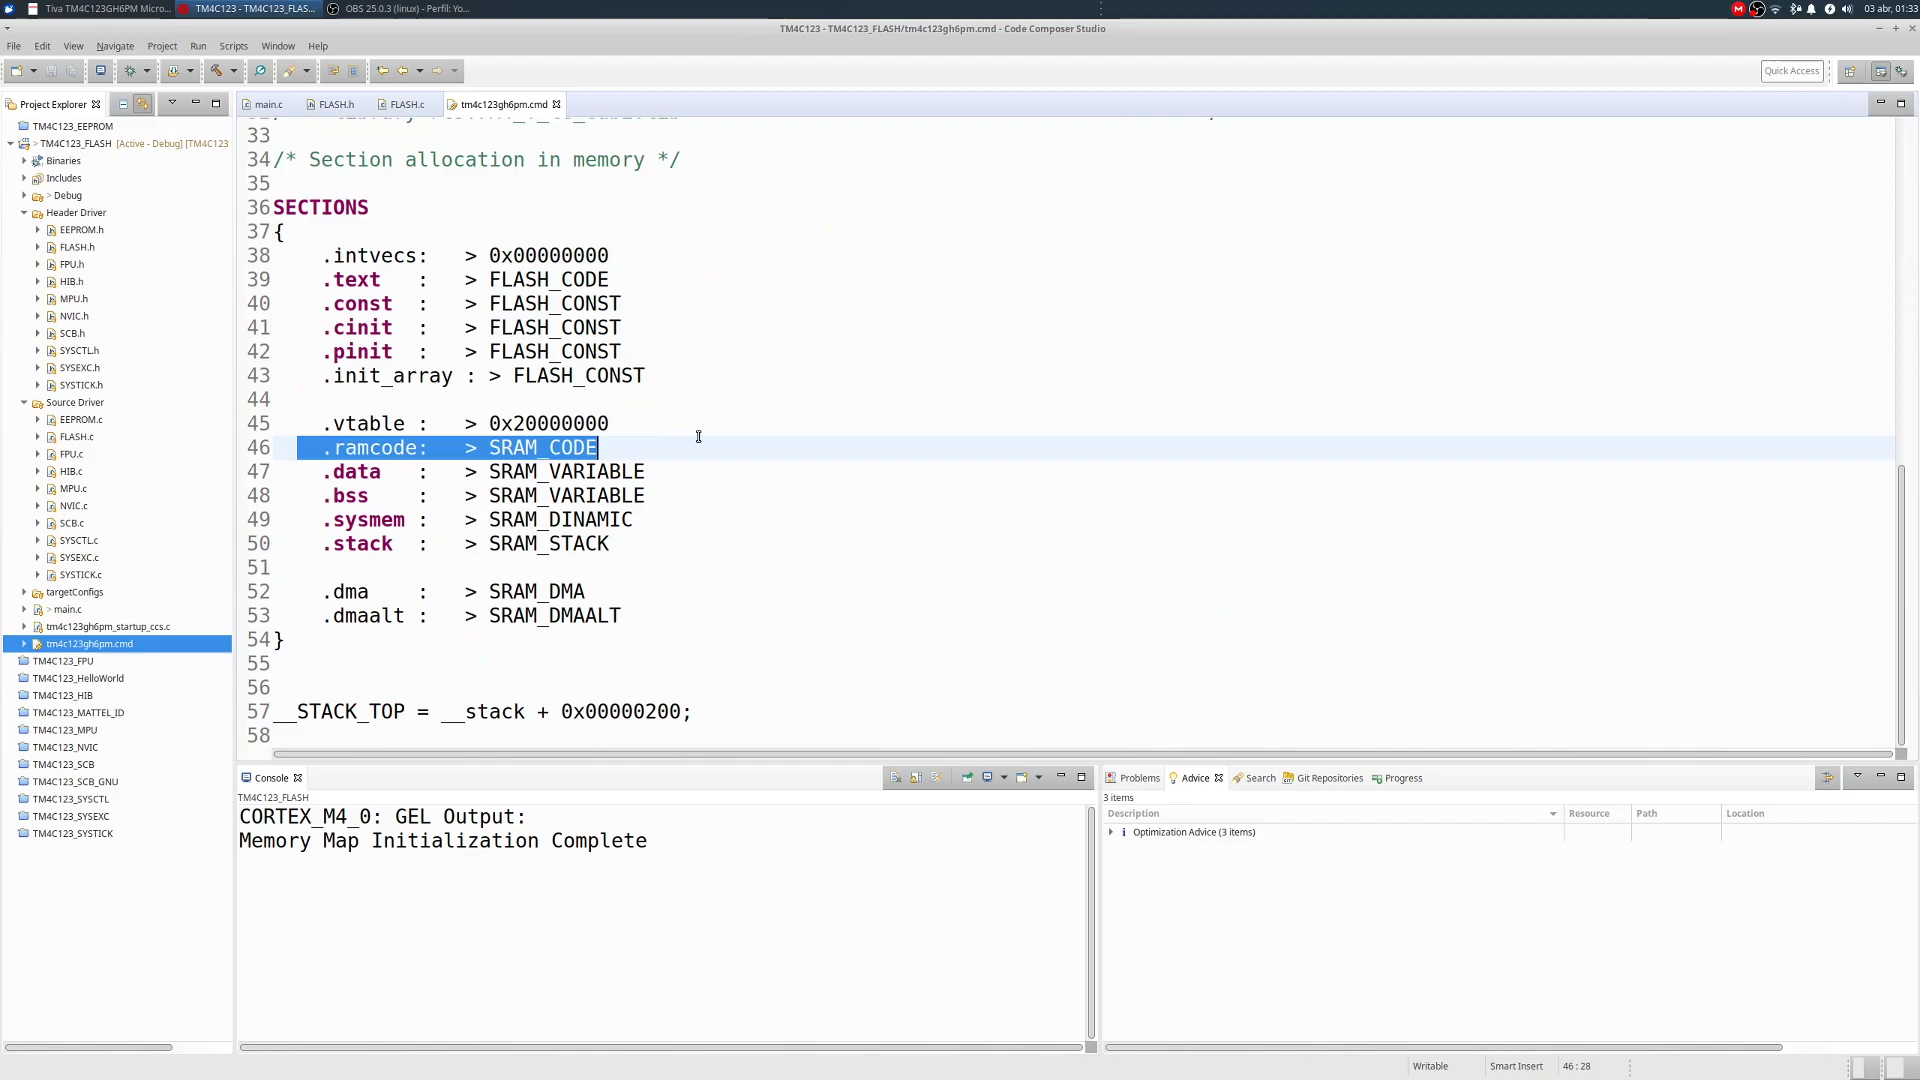 Tiva TM4C123GH6PM Micro...
TM4C123 - TM4C123_FLAS...
OBS 25.0.3 (linux) - Perfil: Yo...
03 abr, 01:33
TM4C123 - TM4C123_FLASH/tm4c123gh6pm.cmd - Code Composer Studio
File Edit View Navigate Project Run Scripts Window Help
Quick Access
Project Explorer
TM4C123_EEPROM
> TM4C123_FLASH [Active - Debug] [TM4C123
Binaries
Includes
> Debug
Header Driver
EEPROM.h
FLASH.h
FPU.h
HIB.h
MPU.h
NVIC.h
SCB.h
SYSCTL.h
SYSEXC.h
SYSTICK.h
Source Driver
EEPROM.c
FLASH.c
FPU.c
HIB.c
MPU.c
NVIC.c
SCB.c
SYSCTL.c
SYSEXC.c
SYSTICK.c
targetConfigs
> main.c
tm4c123gh6pm_startup_ccs.c
tm4c123gh6pm.cmd
TM4C123_FPU
TM4C123_HelloWorld
TM4C123_HIB
TM4C123_MATTEL_ID
TM4C123_MPU
TM4C123_NVIC
TM4C123_SCB
TM4C123_SCB_GNU
TM4C123_SYSCTL
TM4C123_SYSEXC
TM4C123_SYSTICK
main.c FLASH.h FLASH.c tm4c123gh6pm.cmd
33
34 /* Section allocation in memory */
35
36 SECTIONS
37 {
38 .intvecs: > 0x00000000
39 .text : > FLASH_CODE
40 .const : > FLASH_CONST
41 .cinit : > FLASH_CONST
42 .pinit : > FLASH_CONST
43 .init_array : > FLASH_CONST
44
45 .vtable : > 0x20000000
46 .ramcode: > SRAM_CODE
47 .data : > SRAM_VARIABLE
48 .bss : > SRAM_VARIABLE
49 .sysmem : > SRAM_DINAMIC
50 .stack : > SRAM_STACK
51
52 .dma : > SRAM_DMA
53 .dmaalt : > SRAM_DMAALT
54 }
55
56
57 __STACK_TOP = __stack + 0x00000200;
58
Console
TM4C123_FLASH
CORTEX_M4_0: GEL Output:
Memory Map Initialization Complete
Problems Advice Search Git Repositories Progress
3 items
Description Resource Path Location
Optimization Advice (3 items)
Writable Smart Insert 46 : 28